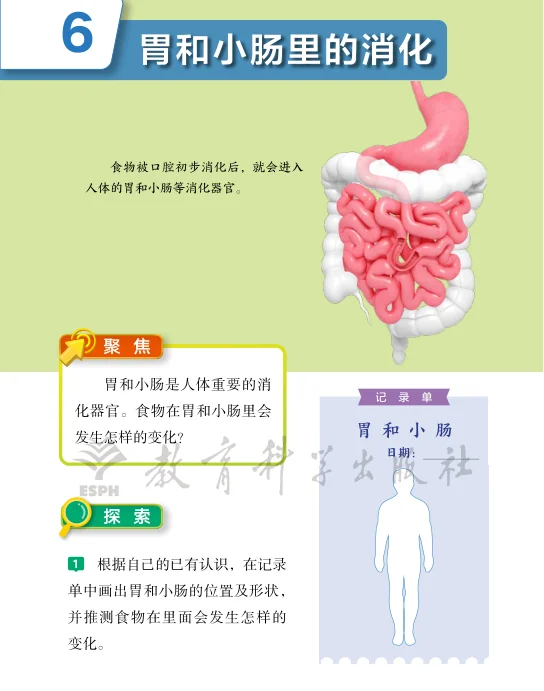 6
胃和小肠里的消化
食物被口腔初步消化后，就会进入
人体的胃和小肠等消化器官。
聚焦
胃和小肠是人体重要的消
化器官。食物在胃和小肠里会
发生怎样的变化?
记录单
胃和小肠
日期：
ESPH
教育科学出版社
探索
1 根据自己的已有认识，在记录
单中画出胃和小肠的位置及形状，
并推测食物在里面会发生怎样的
变化。